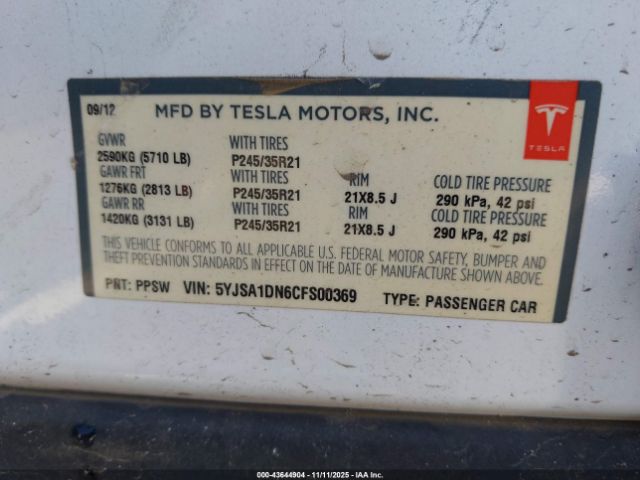 09/12 MFD BY TESLA MOTORS, INC.
TESLA
GVWR WITH TIRES
2590KG (5710 LB) P245/35R21
GAWR FRT WITH TIRES RIM COLD TIRE PRESSURE
1276KG (2813 LB) P245/35R21 21X8.5 J 290 kPa, 42 psi
GAWR RR WITH TIRES RIM COLD TIRE PRESSURE
1420KG (3131 LB) P245/35R21 21X8.5 J 290 kPa, 42 psi
THIS VEHICLE CONFORMS TO ALL APPLICABLE U.S. FEDERAL MOTOR SAFETY, BUMPER AND
THEFT PREVENTION STANDARDS IN EFFECT ON THE DATE OF MANUFACTURE SHOWN ABOVE.
PNT: PPSW VIN: 5YJSA1DN6CFS00369 TYPE: PASSENGER CAR
000-43644904 - 11/11/2025 - IAA Inc.